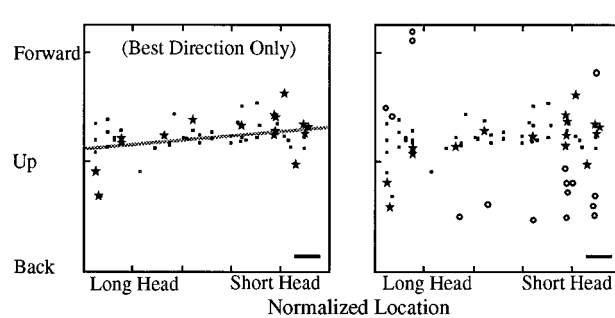 Forward
(Best Direction Only)
Up
Back
Long Head Short Head Long Head Short Head
Normalized Location